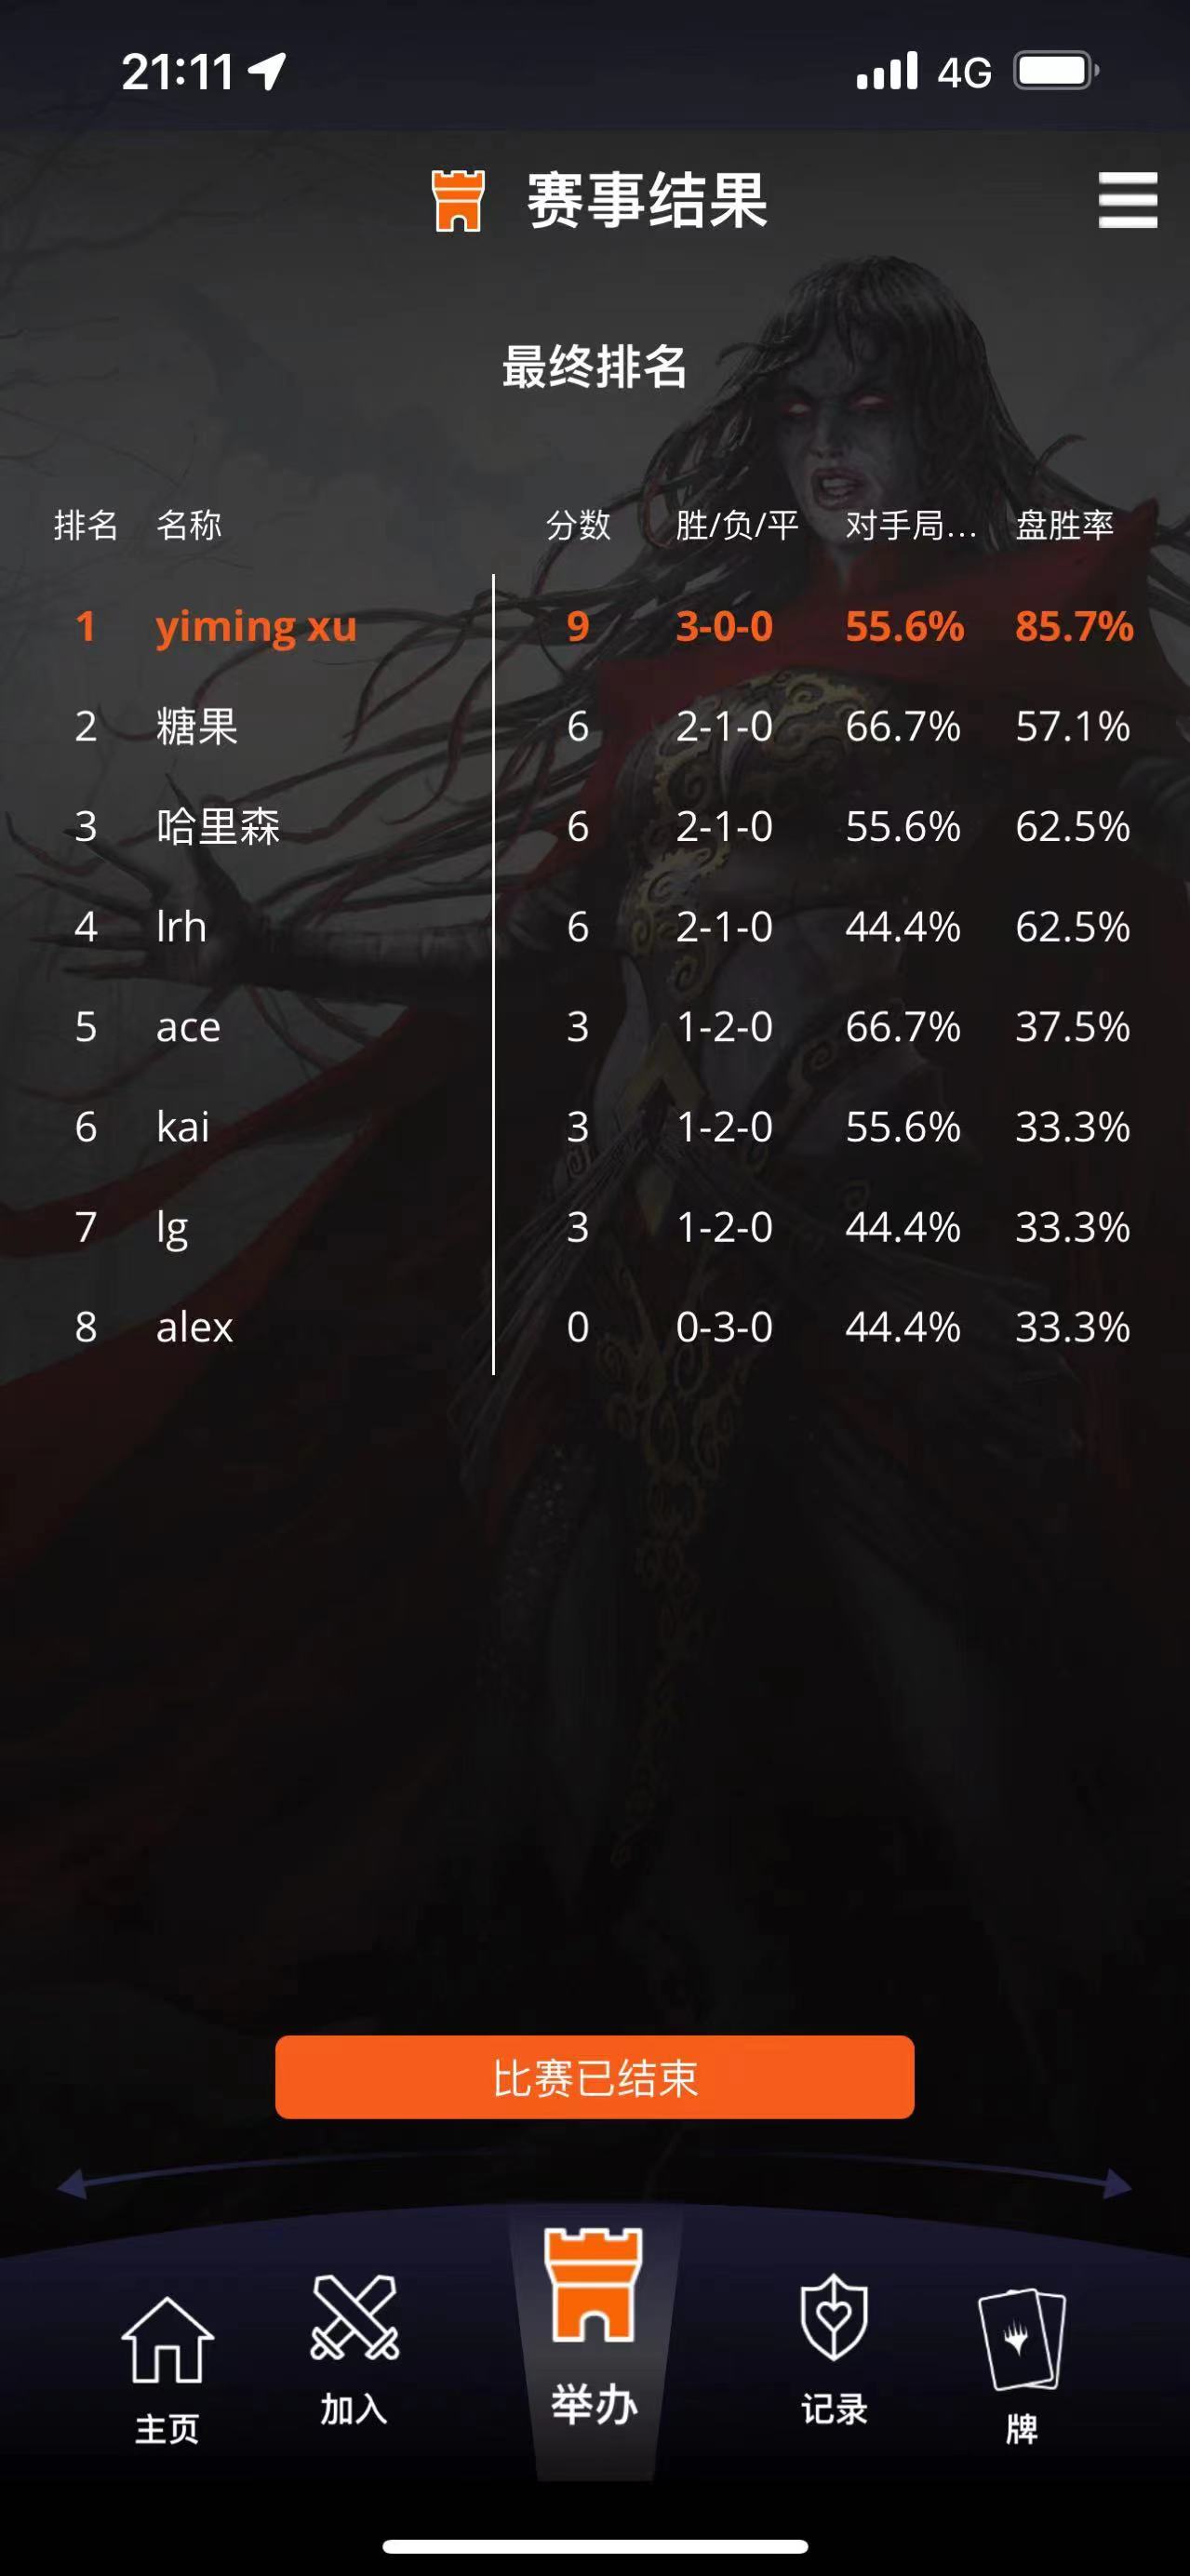 21:11 4G
赛事结果
最终排名
排名 名称 分数 胜/负/平 对手局... 盘胜率
1 yiming xu 9 3-0-0 55.6% 85.7%
2 糖果 6 2-1-0 66.7% 57.1%
3 哈里森 6 2-1-0 55.6% 62.5%
4 lrh 6 2-1-0 44.4% 62.5%
5 ace 3 1-2-0 66.7% 37.5%
6 kai 3 1-2-0 55.6% 33.3%
7 lg 3 1-2-0 44.4% 33.3%
8 alex 0 0-3-0 44.4% 33.3%
比赛已结束
主页 加入 举办 记录 牌